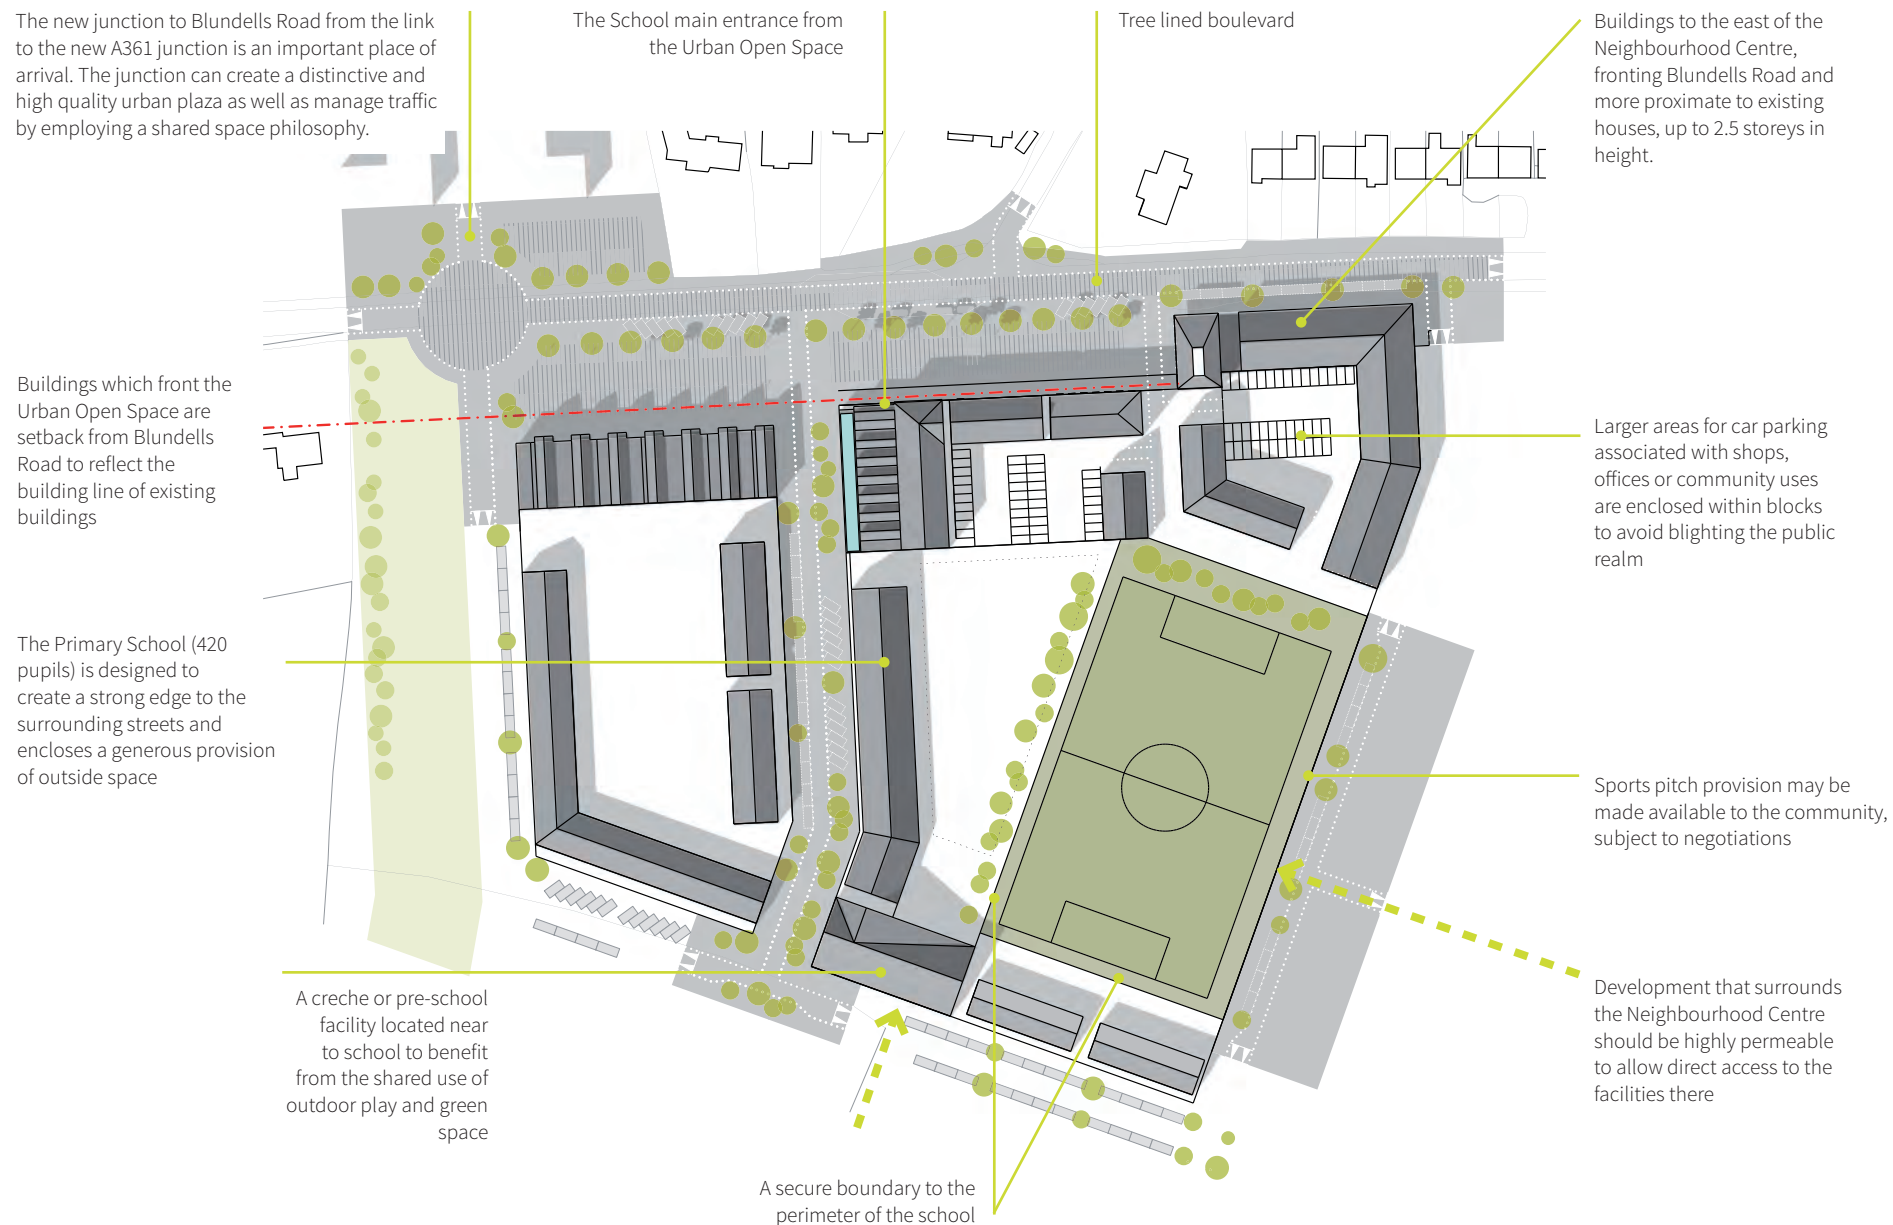 The new junction to Blundells Road from the link
to the new A361 junction is an important place of
arrival. The junction can create a distinctive and
high quality urban plaza as well as manage traffic
by employing a shared space philosophy.
The School main entrance from
the Urban Open Space
Tree lined boulevard
Buildings to the east of the
Neighbourhood Centre,
fronting Blundells Road and
more proximate to existing
houses, up to 2.5 storeys in
height.
Buildings which front the
Urban Open Space are
setback from Blundells
Road to reflect the
building line of existing
buildings
Larger areas for car parking
associated with shops,
offices or community uses
are enclosed within blocks
to avoid blighting the public
realm
The Primary School (420
pupils) is designed to
create a strong edge to the
surrounding streets and
encloses a generous provision
of outside space
Sports pitch provision may be
made available to the community,
subject to negotiations
A creche or pre-school
facility located near
to school to benefit
from the shared use of
outdoor play and green
space
Development that surrounds
the Neighbourhood Centre
should be highly permeable
to allow direct access to the
facilities there
A secure boundary to the
perimeter of the school